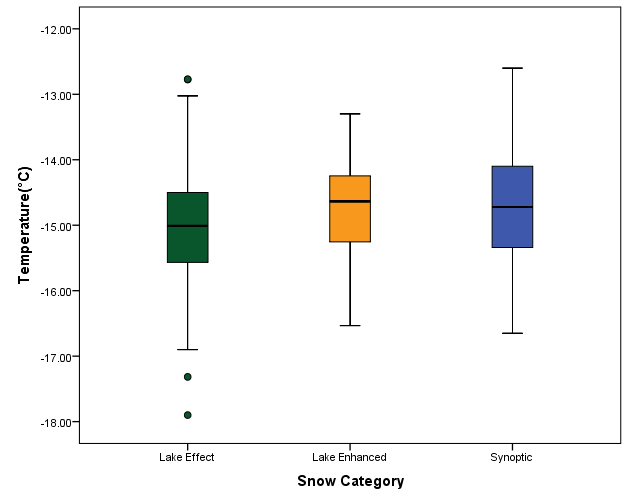 -12.00
-13.00
-14.00
-15.00
-16.00
-17.00
-18.00
Temperature(°C)
Lake Effect Lake Enhanced Synoptic
Snow Category